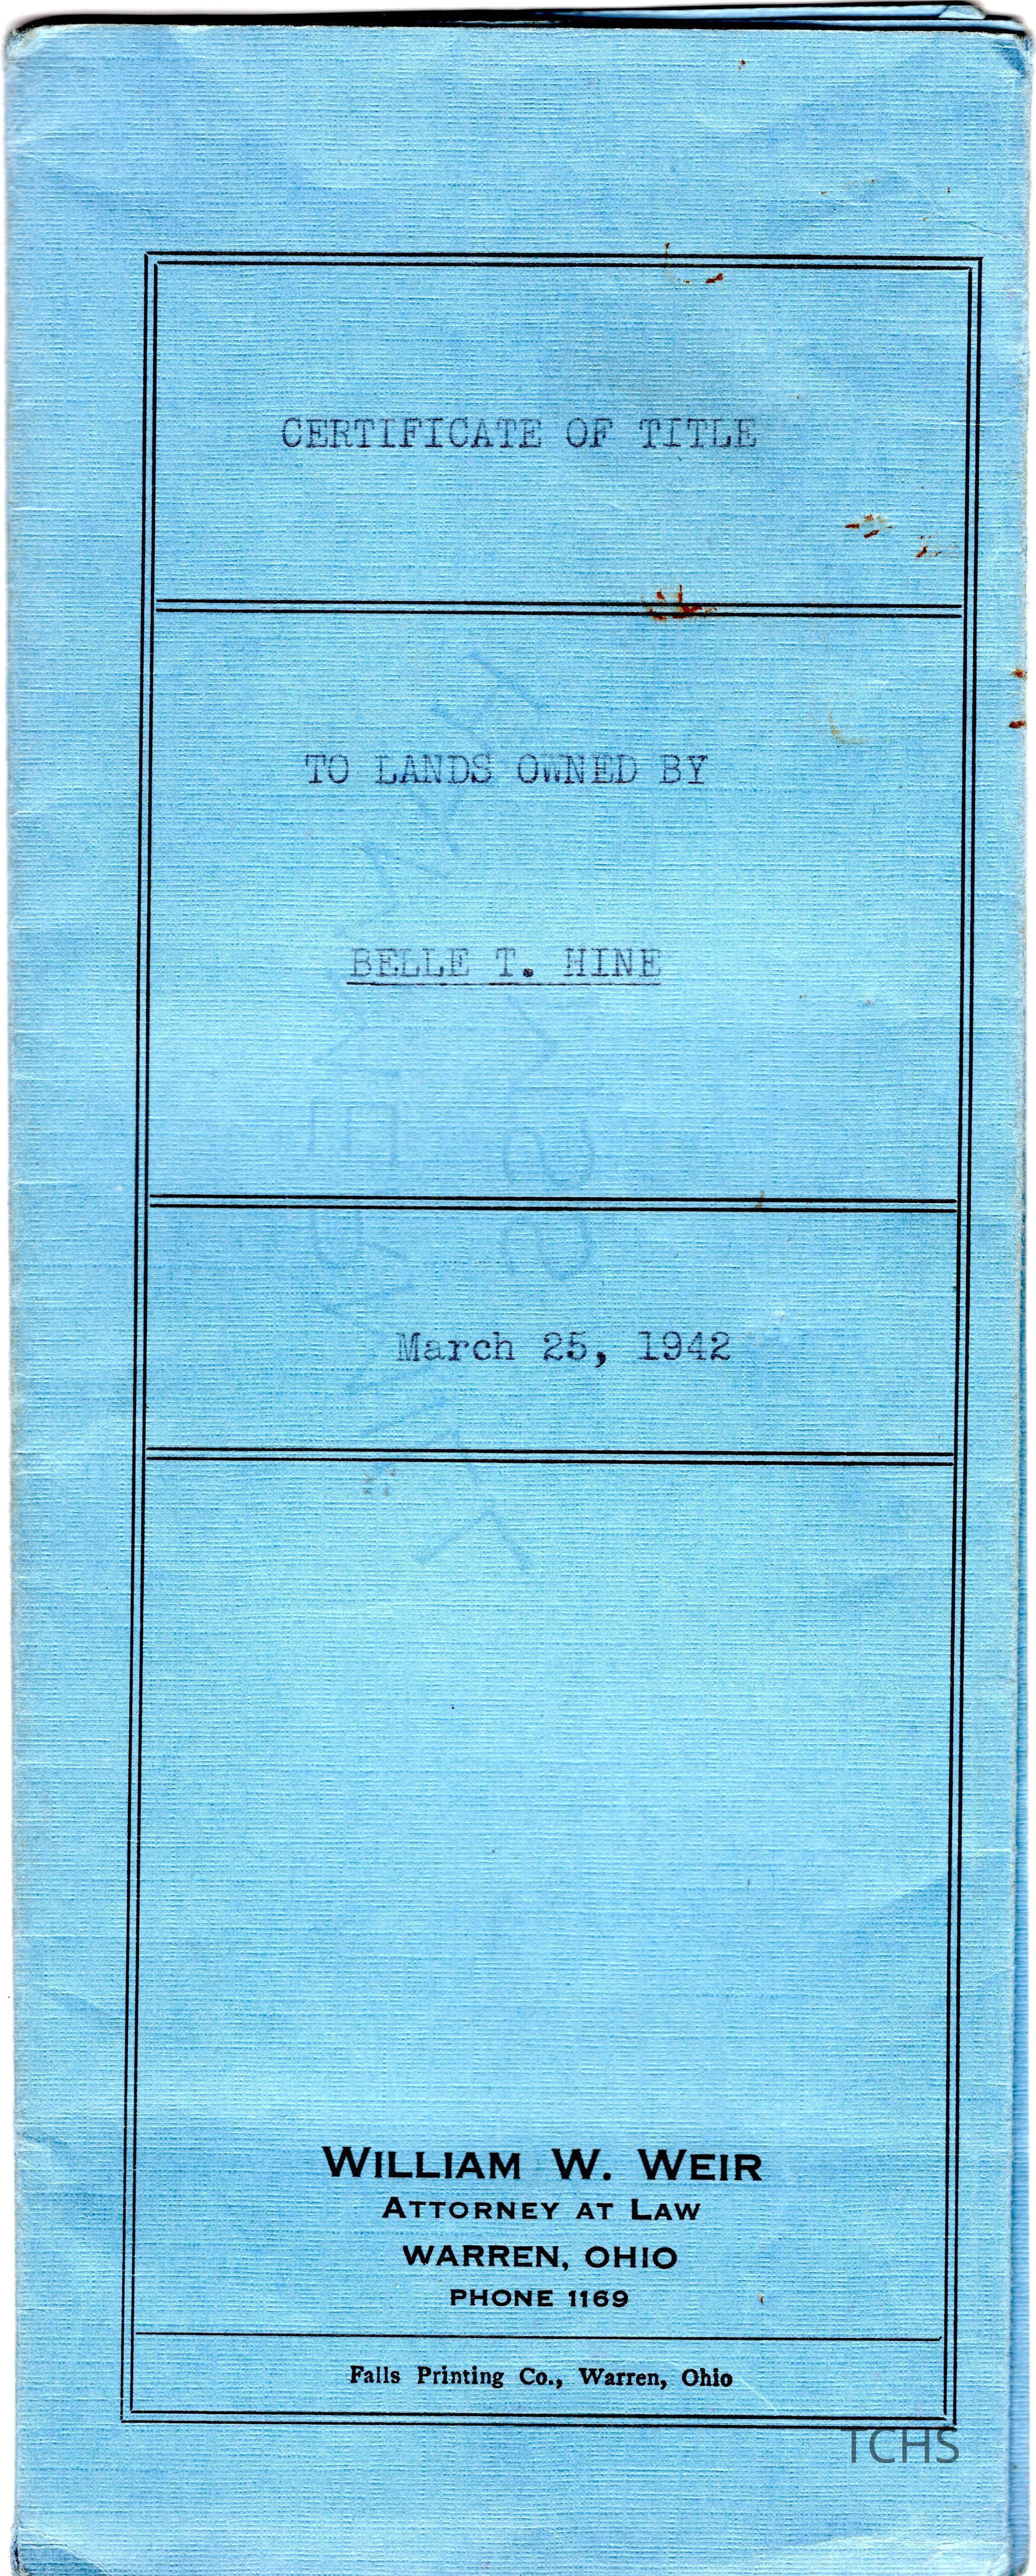 CERTIFICATE OF TITLE
TO LANDS OWNED BY
BELLE T. HINE
March 25, 1942
WILLIAM W. WEIR
ATTORNEY AT LAW
WARREN, OHIO
PHONE 1169
Falls Printing Co., Warren, Ohio
TCHS